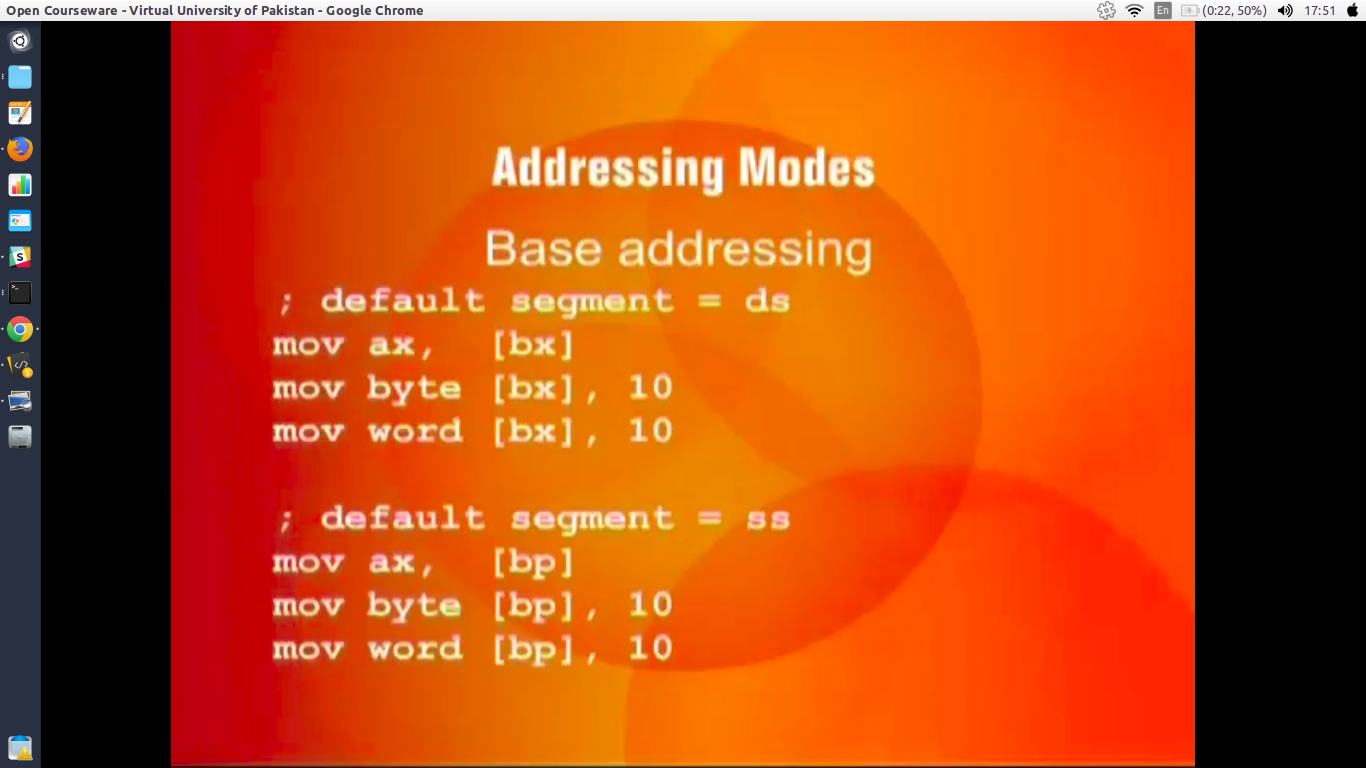 Open Courseware - Virtual University of Pakistan - Google Chrome
En
(0:22, 50%)
17:51
Addressing Modes
Base addressing
; default segment = ds
mov ax, [bx]
mov byte [bx], 10
mov word [bx], 10
; default segment = ss
mov ax, [bp]
mov byte [bp], 10
mov word [bp], 10